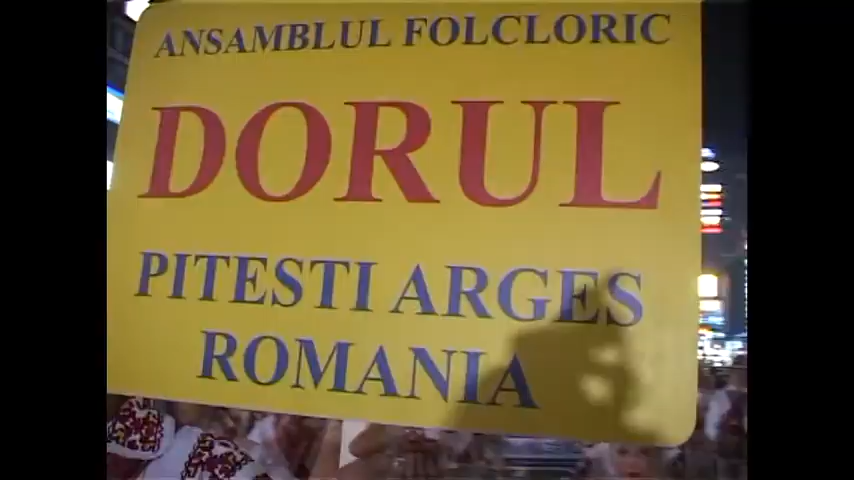 ANSAMBLUL FOLCLORIC
DORUL
PITESTI ARGES
ROMANIA